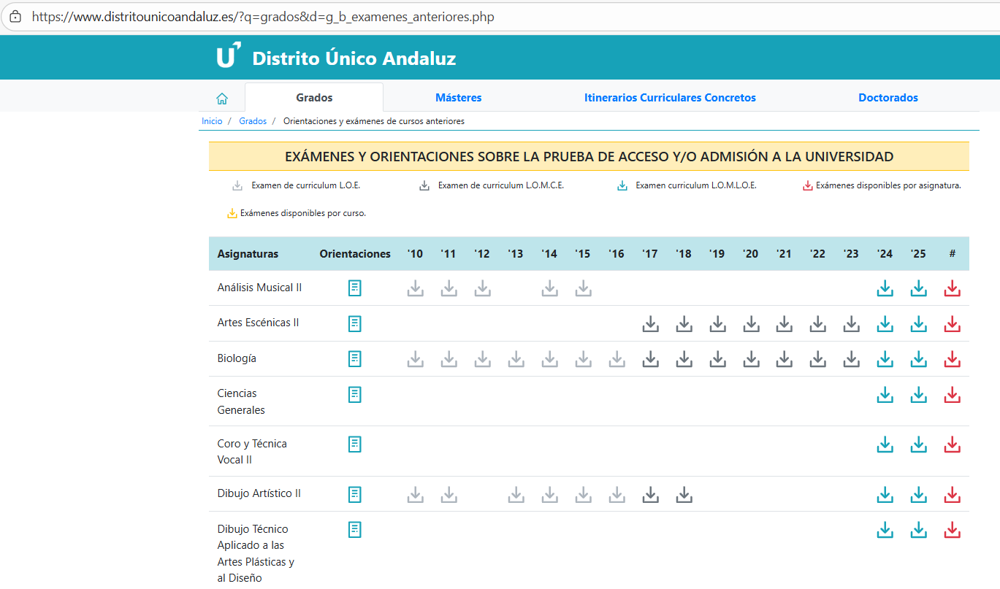 https://www.distritounicoandaluz.es/?q=grados&d=g_b_examenes_anteriores.php
Distrito Único Andaluz
Grados Másteres Itinerarios Curriculares Concretos Doctorados
Inicio / Grados / Orientaciones y exámenes de cursos anteriores
EXÁMENES Y ORIENTACIONES SOBRE LA PRUEBA DE ACCESO Y/O ADMISIÓN A LA UNIVERSIDAD
Examen de curriculum L.O.E. Examen de curriculum L.O.M.C.E. Examen curriculum L.O.M.L.O.E. Exámenes disponibles por asignatura.
Exámenes disponibles por curso.
Asignaturas Orientaciones '10 '11 '12 '13 '14 '15 '16 '17 '18 '19 '20 '21 '22 '23 '24 '25 #
Análisis Musical II
Artes Escénicas II
Biología
Ciencias
Generales
Coro y Técnica
Vocal II
Dibujo Artístico II
Dibujo Técnico
Aplicado a las
Artes Plásticas y
al Diseño